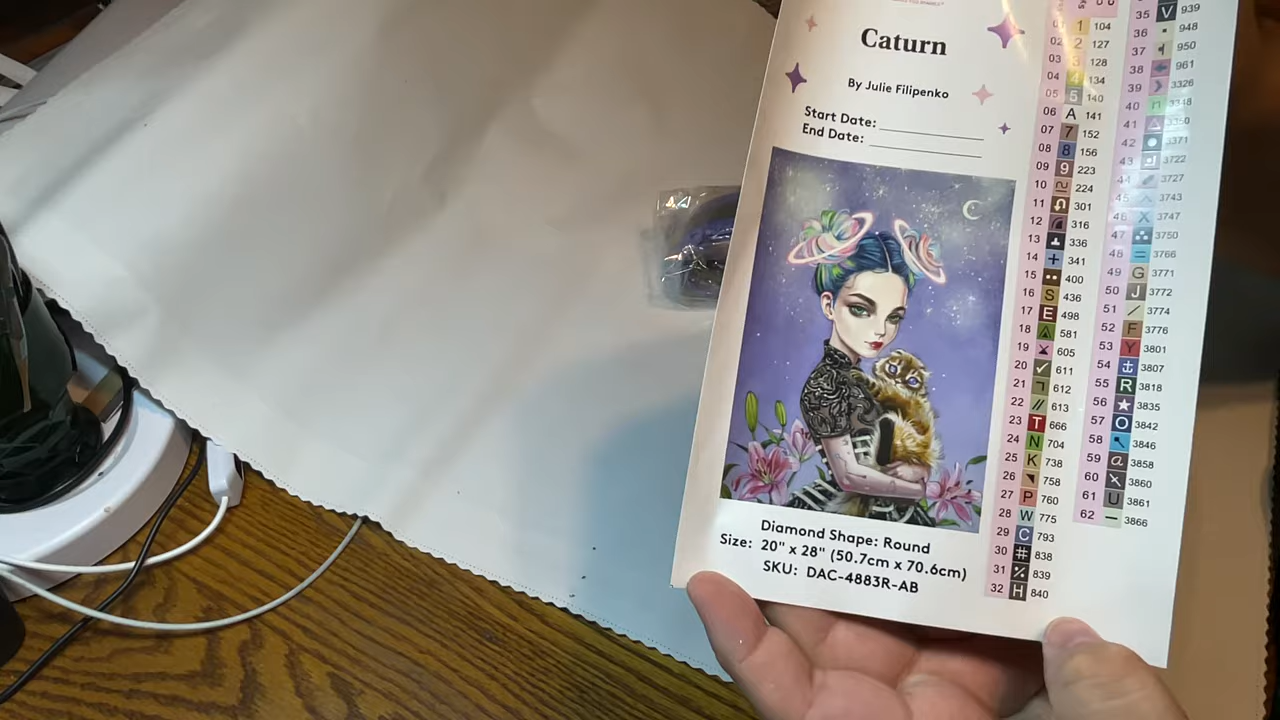 Caturn
By Julie Filipenko
Start Date:
End Date:
Diamond Shape: Round
Size: 20" x 28" (50.7cm x 70.6cm)
SKU: DAC-4883R-AB
1 104
02 2 127
03 3 128
04 4 134
05 5 140
06 A 141
07 7 152
08 8 156
09 9 223
10 224
11 301
12 316
13 336
14 + 341
15 400
16 S 436
17 E 498
18 581
19 605
20 ✓ 611
21 612
22 // 613
23 T 666
24 N 704
25 K 738
26 758
27 P 760
28 W 775
29 C 793
30 # 838
31 839
32 H 840
35 V 939
36 948
37 950
38 961
39 3326
40 3348
41 3350
42 3371
43 3722
44 3727
45 3743
46 X 3747
47 3750
48 = 3766
49 G 3771
50 J 3772
51 / 3774
52 F 3776
53 Y 3801
54 ⚓ 3807
55 R 3818
56 ★ 3835
57 O 3842
58 3846
59 a 3858
60 3860
61 U 3861
62 – 3866